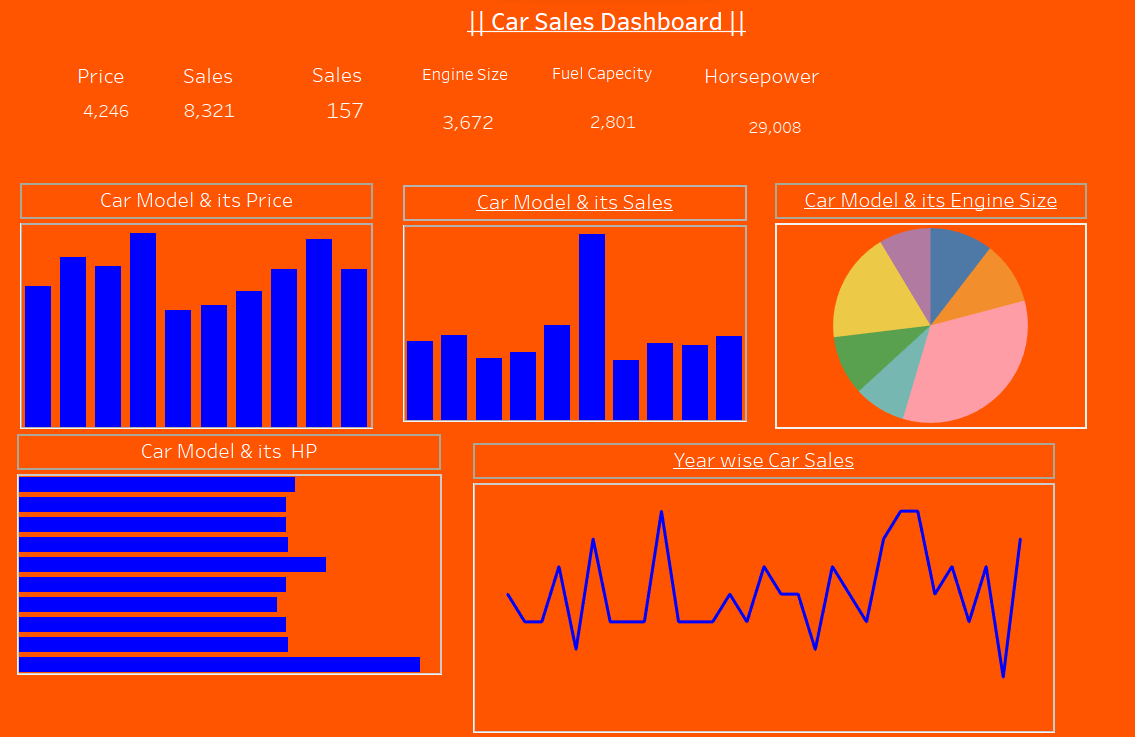 || Car Sales Dashboard ||
Price
Sales
Sales
Engine Size
Fuel Capecity
Horsepower
4,246
8,321
157
3,672
2,801
29,008
Car Model & its Price
Car Model & its Sales
Car Model & its Engine Size
Car Model & its  HP
Year wise Car Sales